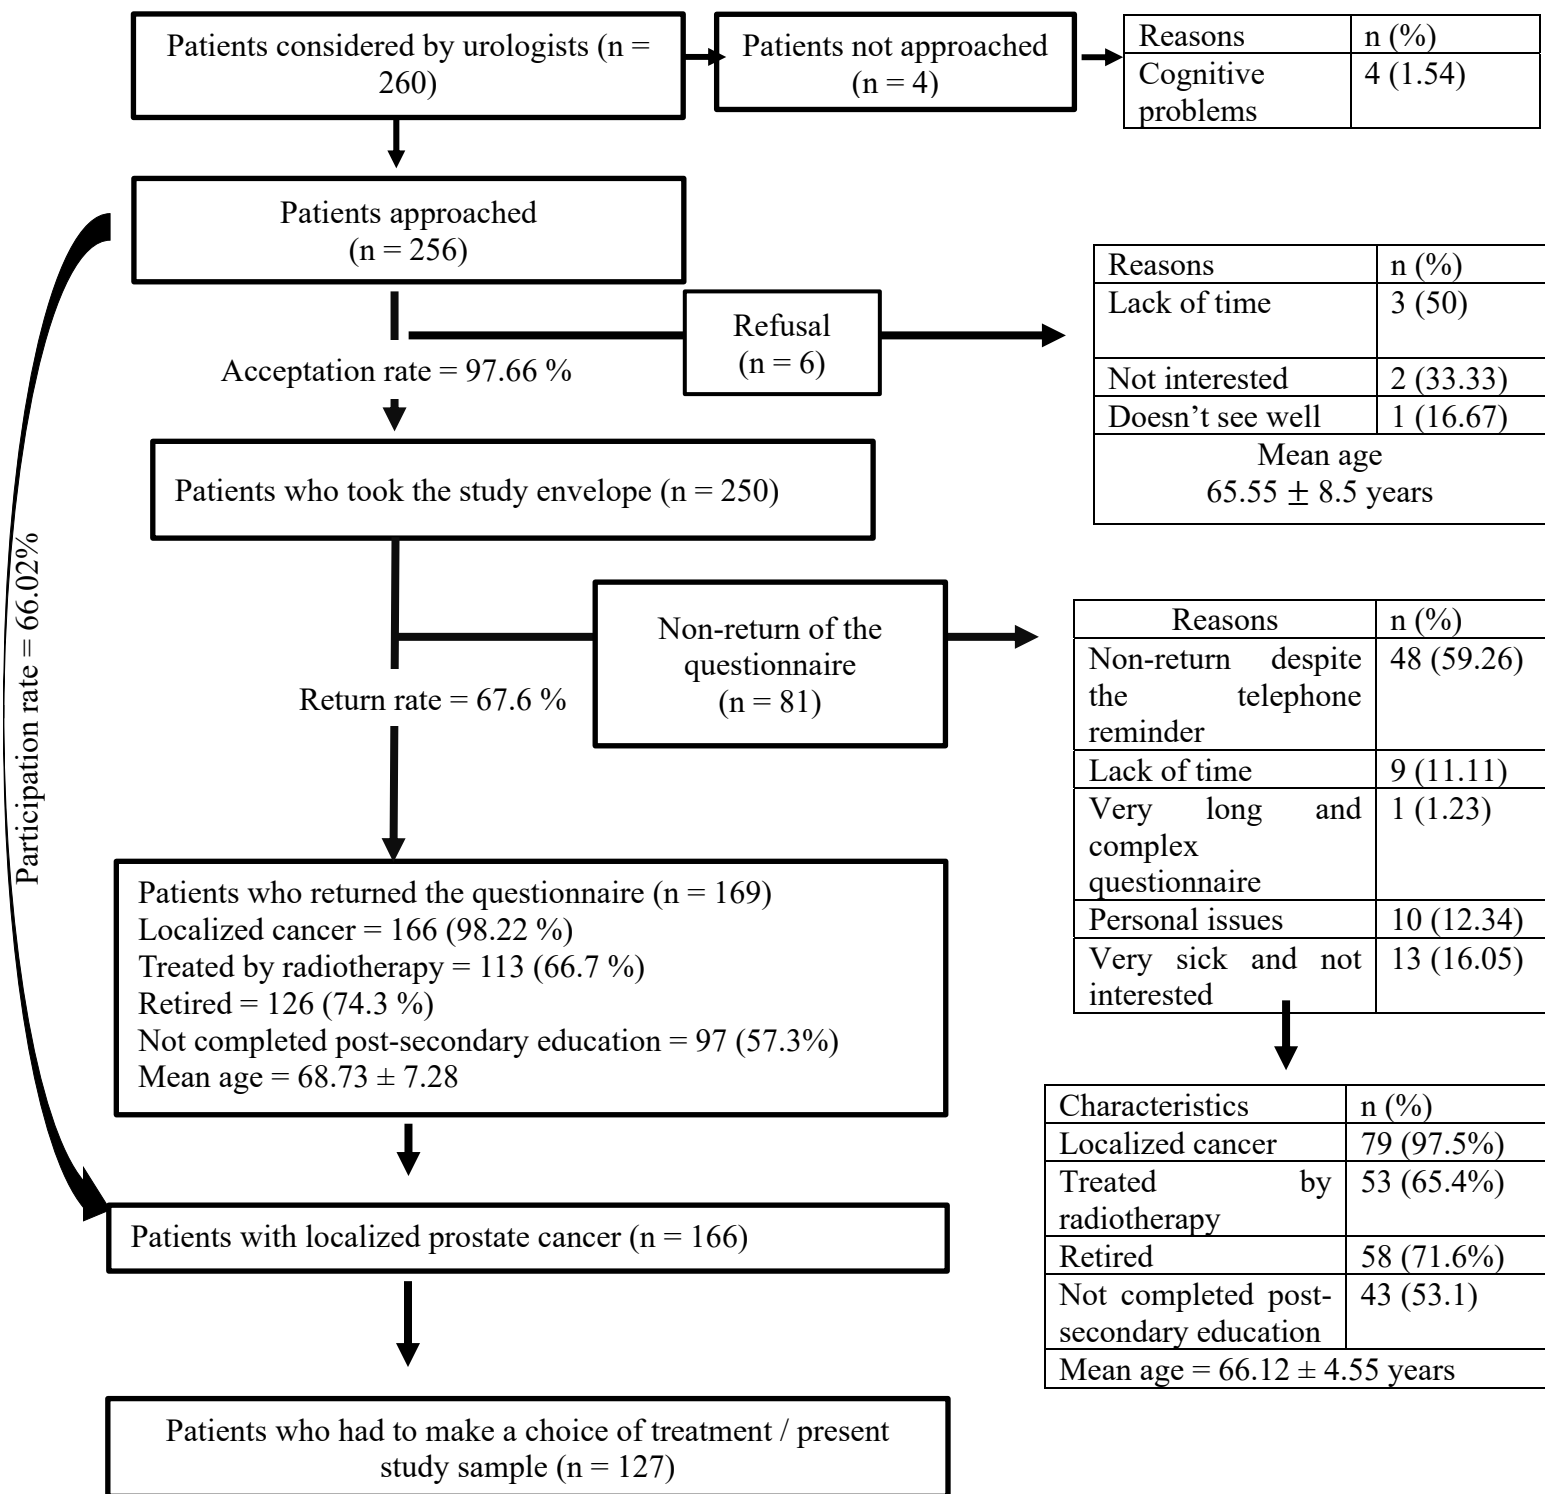 Patients considered by urologists (n =
260)
Patients not approached
(n = 4)
Reasons n (%)
Cognitive 4 (1.54)
problems
Patients approached
(n = 256)
Refusal
(n = 6)
Reasons n (%)
Lack of time 3 (50)
Not interested 2 (33.33)
Doesn’t see well 1 (16.67)
Mean age
65.55 ± 8.5 years
Acceptation rate = 97.66 %
Patients who took the study envelope (n = 250)
Participation rate = 66.02%
Non-return of the
questionnaire
(n = 81)
Return rate = 67.6 %
Reasons n (%)
Non-return despite 48 (59.26)
the telephone
reminder
Lack of time 9 (11.11)
Very long and 1 (1.23)
complex
questionnaire
Personal issues 10 (12.34)
Very sick and not 13 (16.05)
interested
Patients who returned the questionnaire (n = 169)
Localized cancer = 166 (98.22 %)
Treated by radiotherapy = 113 (66.7 %)
Retired = 126 (74.3 %)
Not completed post-secondary education = 97 (57.3%)
Mean age = 68.73 ± 7.28
Characteristics n (%)
Localized cancer 79 (97.5%)
Treated by 53 (65.4%)
radiotherapy
Retired 58 (71.6%)
Not completed post- 43 (53.1)
secondary education
Mean age = 66.12 ± 4.55 years
Patients with localized prostate cancer (n = 166)
Patients who had to make a choice of treatment / present
study sample (n = 127)